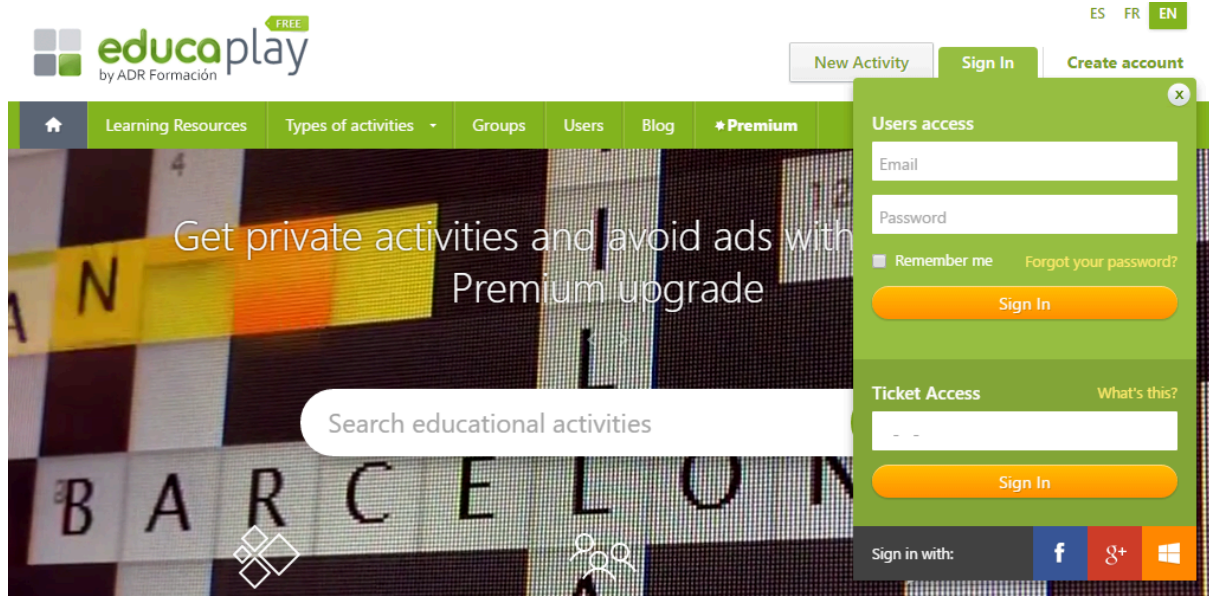 ES FR EN
FREE
educaplay
by ADR Formación
New Activity Sign In Create account
x
Learning Resources Types of activities Groups Users Blog Premium
Users access
Email
Password
Remember me Forgot your password?
Sign In
Get private activities and avoid ads with
Premium upgrade
4
12
A N
Search educational activities
Ticket Access What's this?
- -
Sign In
BARCELON
Sign in with: f g+